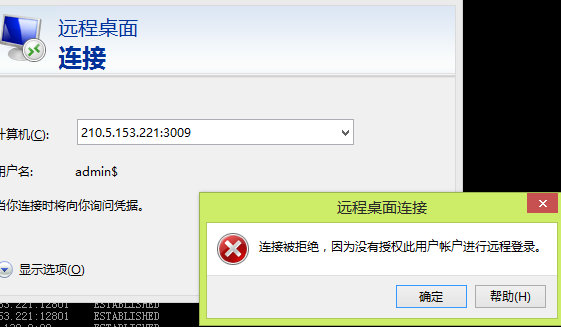 远程桌面
连接
计算机(C):
210.5.153.221:3009
用户名:
admin$
当你连接时将向你询问凭据。
显示选项(O)
远程桌面连接
连接被拒绝，因为没有授权此用户帐户进行远程登录。
确定
帮助(H)
53.221:12801 ESTABLISHED
53.221:12801 ESTABLISHED